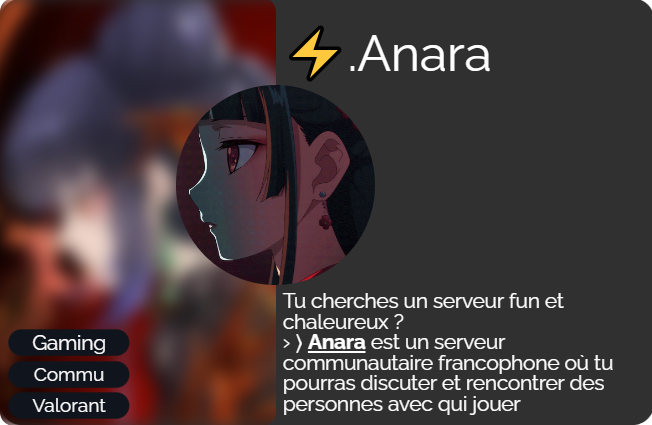 ⚡.Anara
Tu cherches un serveur fun et
chaleureux ?
› ⟩ Anara est un serveur
communautaire francophone où tu
pourras discuter et rencontrer des
personnes avec qui jouer
Gaming
Commu
Valorant